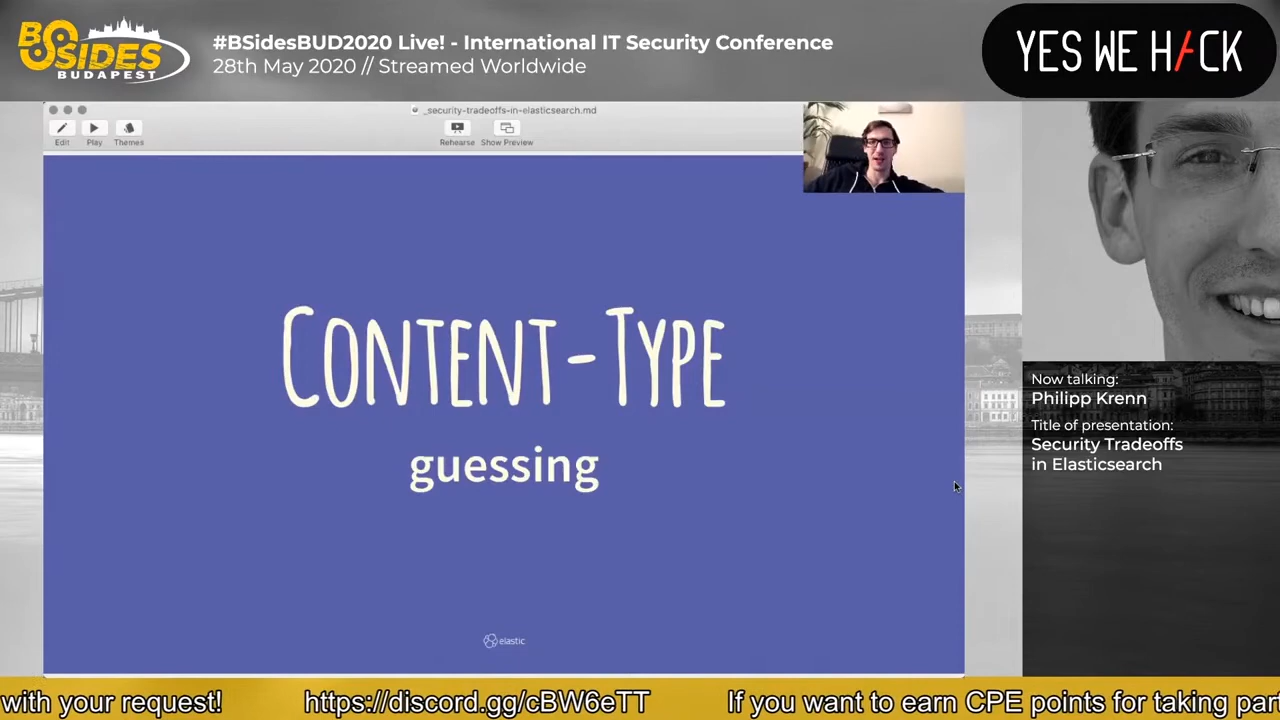 BSIDES
BUDAPEST
#BSidesBUD2020 Live! - International IT Security Conference
28th May 2020 // Streamed Worldwide
YES WE H/CK
_security-tradeoffs-in-elasticsearch.md
Edit
Play
Themes
Rehearse
Show Preview
CONTENT-TYPE
guessing
elastic
Now talking:
Philipp Krenn
Title of presentation:
Security Tradeoffs
in Elasticsearch
with your request! https://discord.gg/cBW6eTT If you want to earn CPE points for taking part